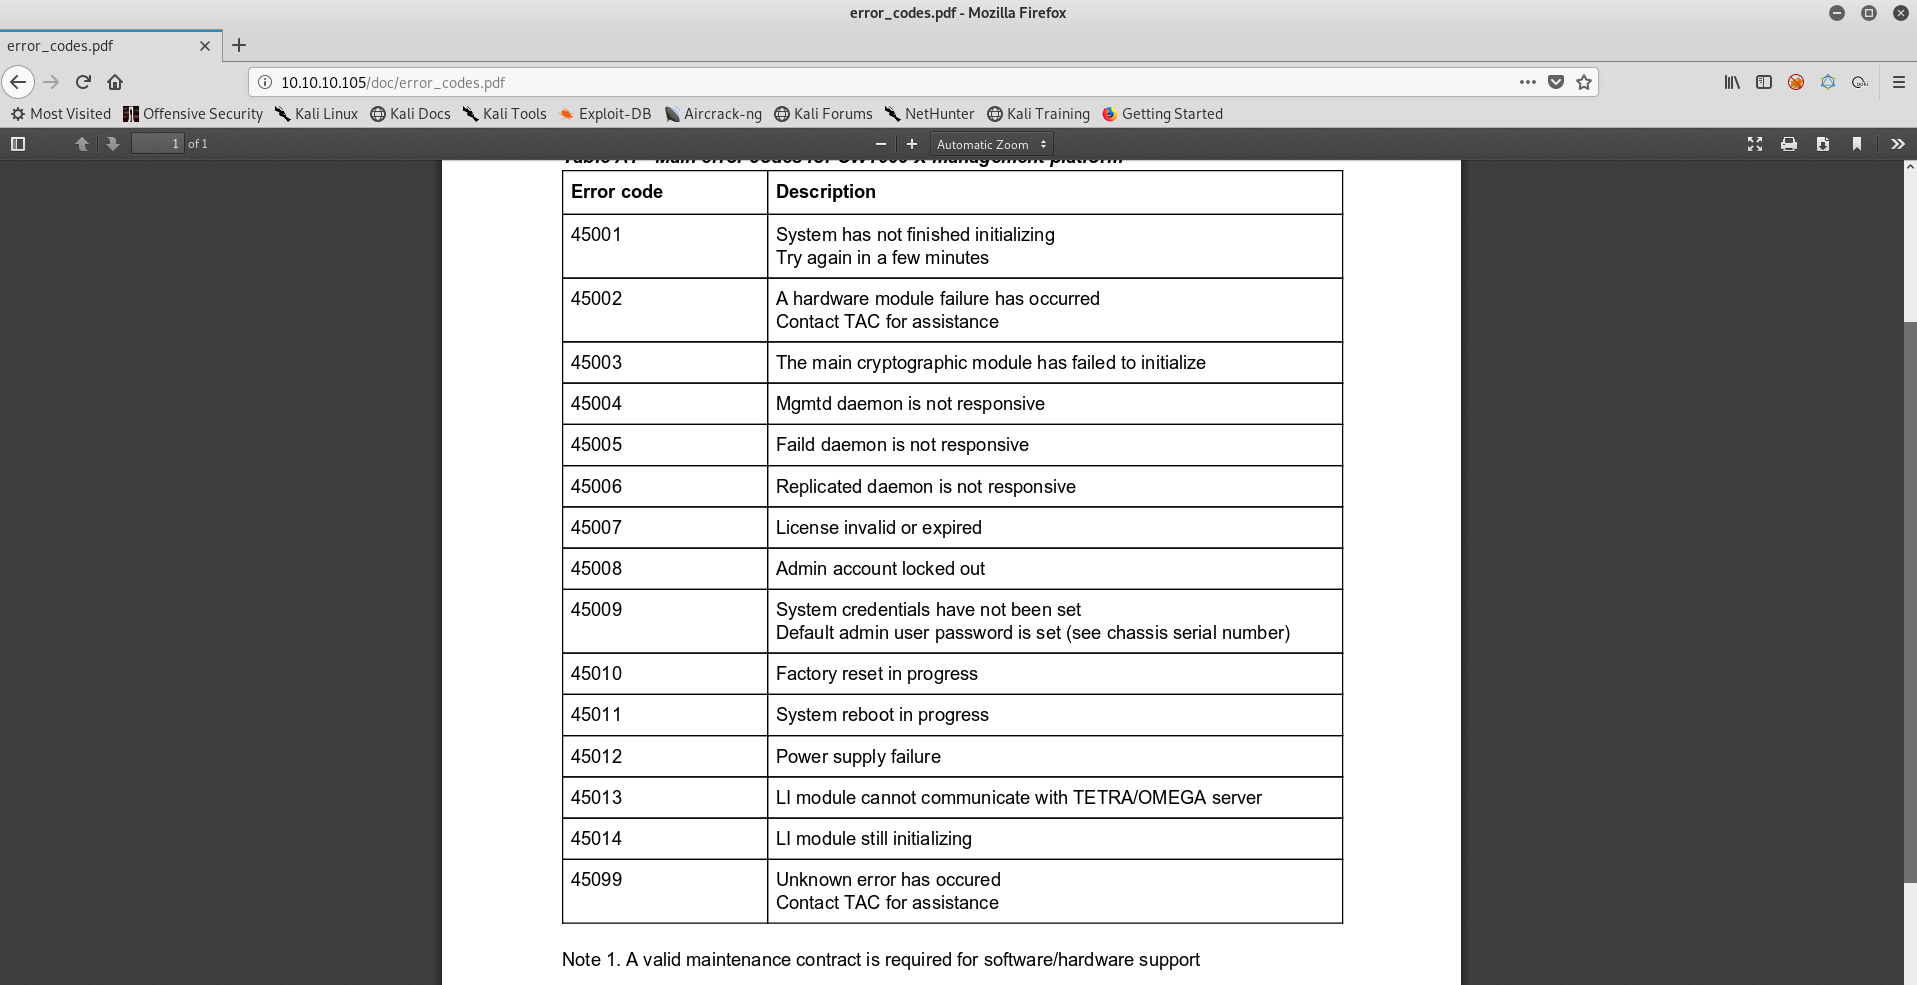 error_codes.pdf - Mozilla Firefox
error_codes.pdf
10.10.10.105/doc/error_codes.pdf
Most Visited Offensive Security Kali Linux Kali Docs Kali Tools Exploit-DB Aircrack-ng Kali Forums NetHunter Kali Training Getting Started
1 of 1 Automatic Zoom
Error code Description
45001 System has not finished initializing
Try again in a few minutes
45002 A hardware module failure has occurred
Contact TAC for assistance
45003 The main cryptographic module has failed to initialize
45004 Mgmtd daemon is not responsive
45005 Faild daemon is not responsive
45006 Replicated daemon is not responsive
45007 License invalid or expired
45008 Admin account locked out
45009 System credentials have not been set
Default admin user password is set (see chassis serial number)
45010 Factory reset in progress
45011 System reboot in progress
45012 Power supply failure
45013 LI module cannot communicate with TETRA/OMEGA server
45014 LI module still initializing
45099 Unknown error has occured
Contact TAC for assistance
Note 1. A valid maintenance contract is required for software/hardware support